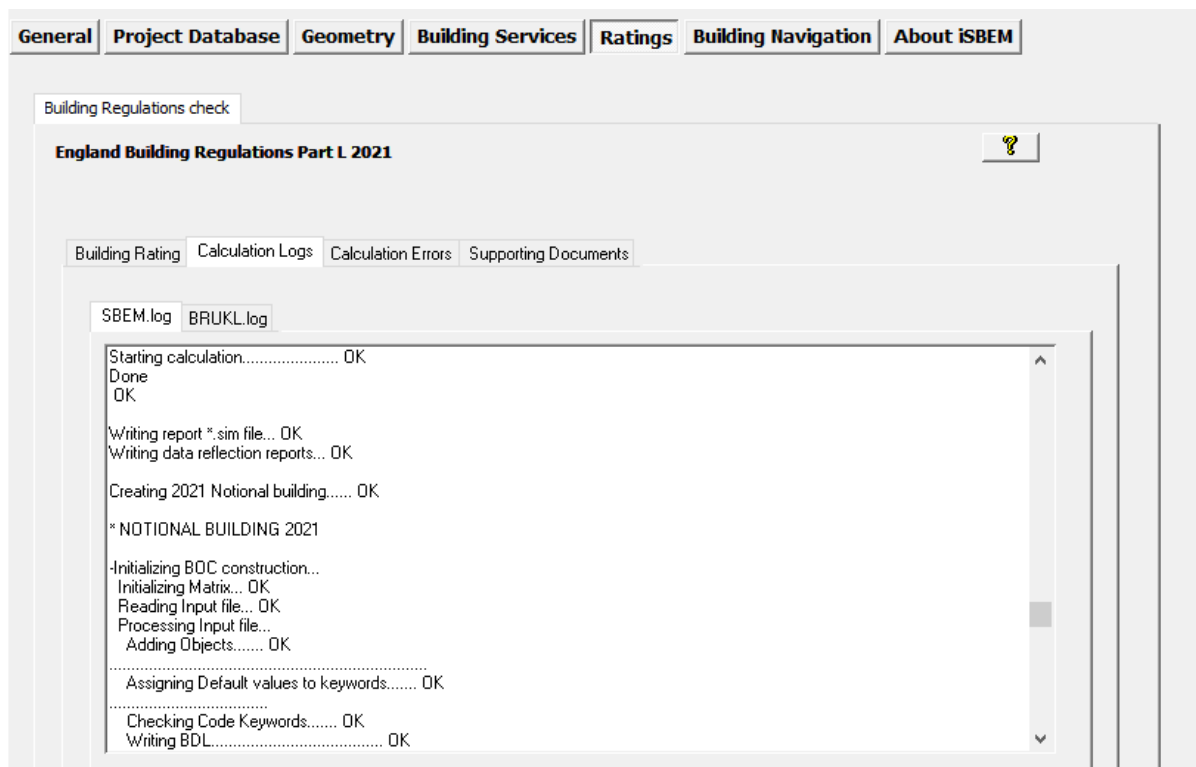 General Project Database Geometry Building Services Ratings Building Navigation About iSBEM
Building Regulations check
England Building Regulations Part L 2021
?
Building Rating Calculation Logs Calculation Errors Supporting Documents
SBEM.log BRUKL.log
Starting calculation...................... OK
Done
OK
Writing report *.sim file... OK
Writing data reflection reports... OK
Creating 2021 Notional building...... OK
* NOTIONAL BUILDING 2021
-Initializing BOC construction...
Initializing Matrix... OK
Reading Input file... OK
Processing Input file...
Adding Objects....... OK
........................................................................
Assigning Default values to keywords....... OK
....................................
Checking Code Keywords....... OK
Writing BDL....................................... OK